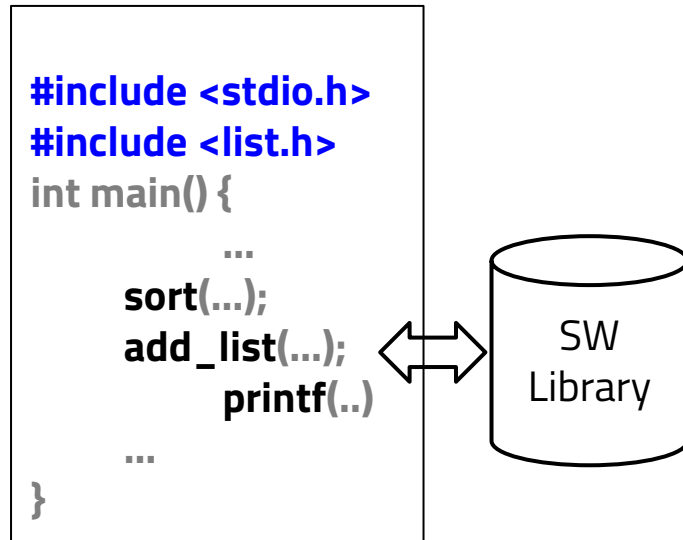 #include <stdio.h>
#include <list.h>
int main() {
...
sort(...);
add_list(...);
printf(..)
...
}
SW
Library